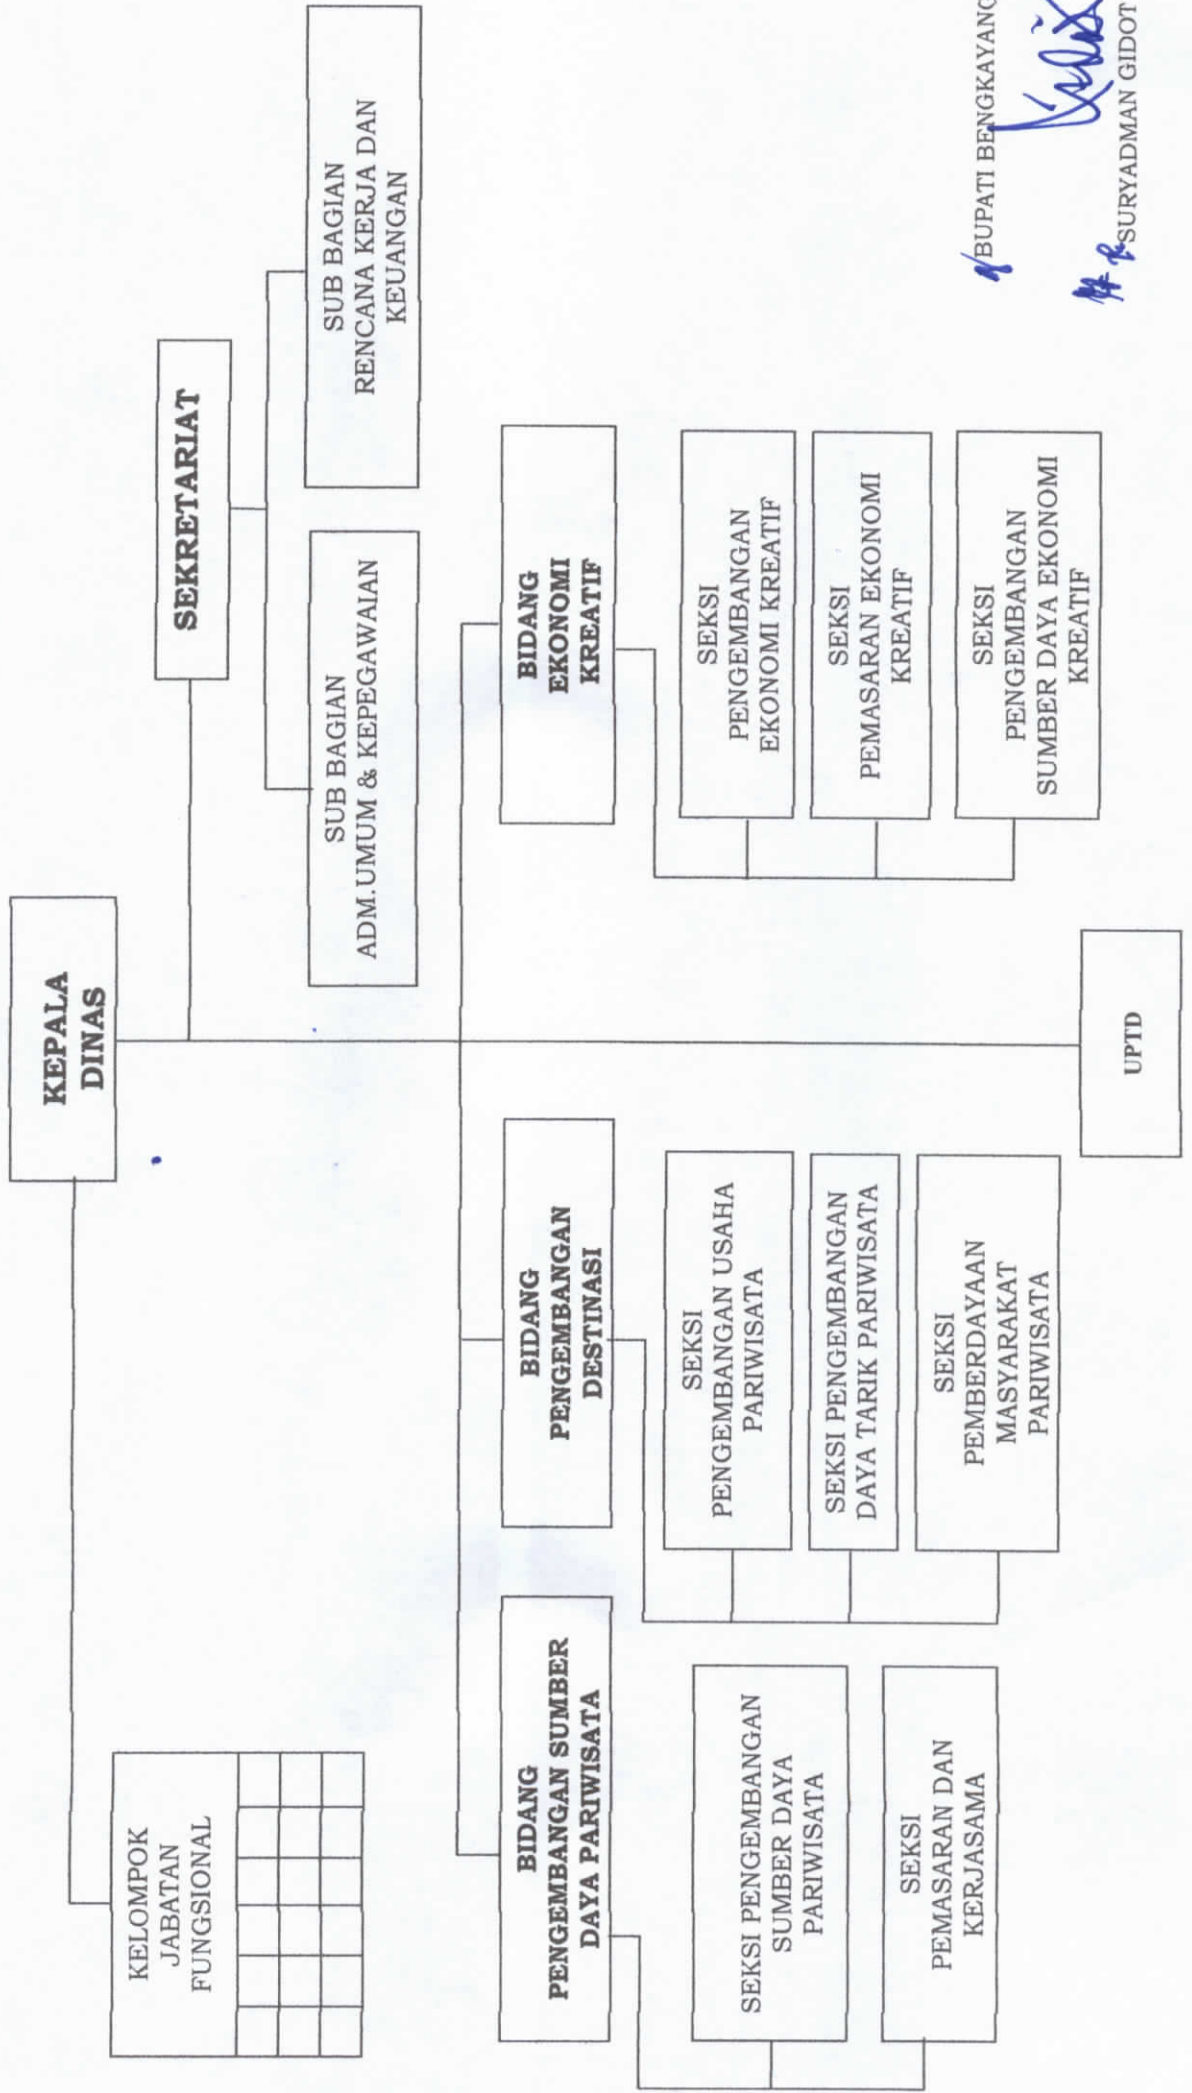 KEPALA
DINAS
KELOMPOK
JABATAN
FUNGSIONAL
SEKRETARIAT
SUB BAGIAN
ADM.UMUM & KEPEGAWAIAN
SUB BAGIAN
RENCANA KERJA DAN
KEUANGAN
BIDANG
PENGEMBANGAN SUMBER
DAYA PARIWISATA
SEKSI PENGEMBANGAN
SUMBER DAYA
PARIWISATA
SEKSI
PEMASARAN DAN
KERJASAMA
BIDANG
PENGEMBANGAN
DESTINASI
SEKSI
PENGEMBANGAN USAHA
PARIWISATA
SEKSI PENGEMBANGAN
DAYA TARIK PARIWISATA
SEKSI
PEMBERDAYAAN
MASYARAKAT
PARIWISATA
BIDANG
EKONOMI
KREATIF
SEKSI
PENGEMBANGAN
EKONOMI KREATIF
SEKSI
PEMASARAN EKONOMI
KREATIF
SEKSI
PENGEMBANGAN
SUMBER DAYA EKONOMI
KREATIF
UPTD
BUPATI BENGKAYANG
SURYADMAN GIDOT